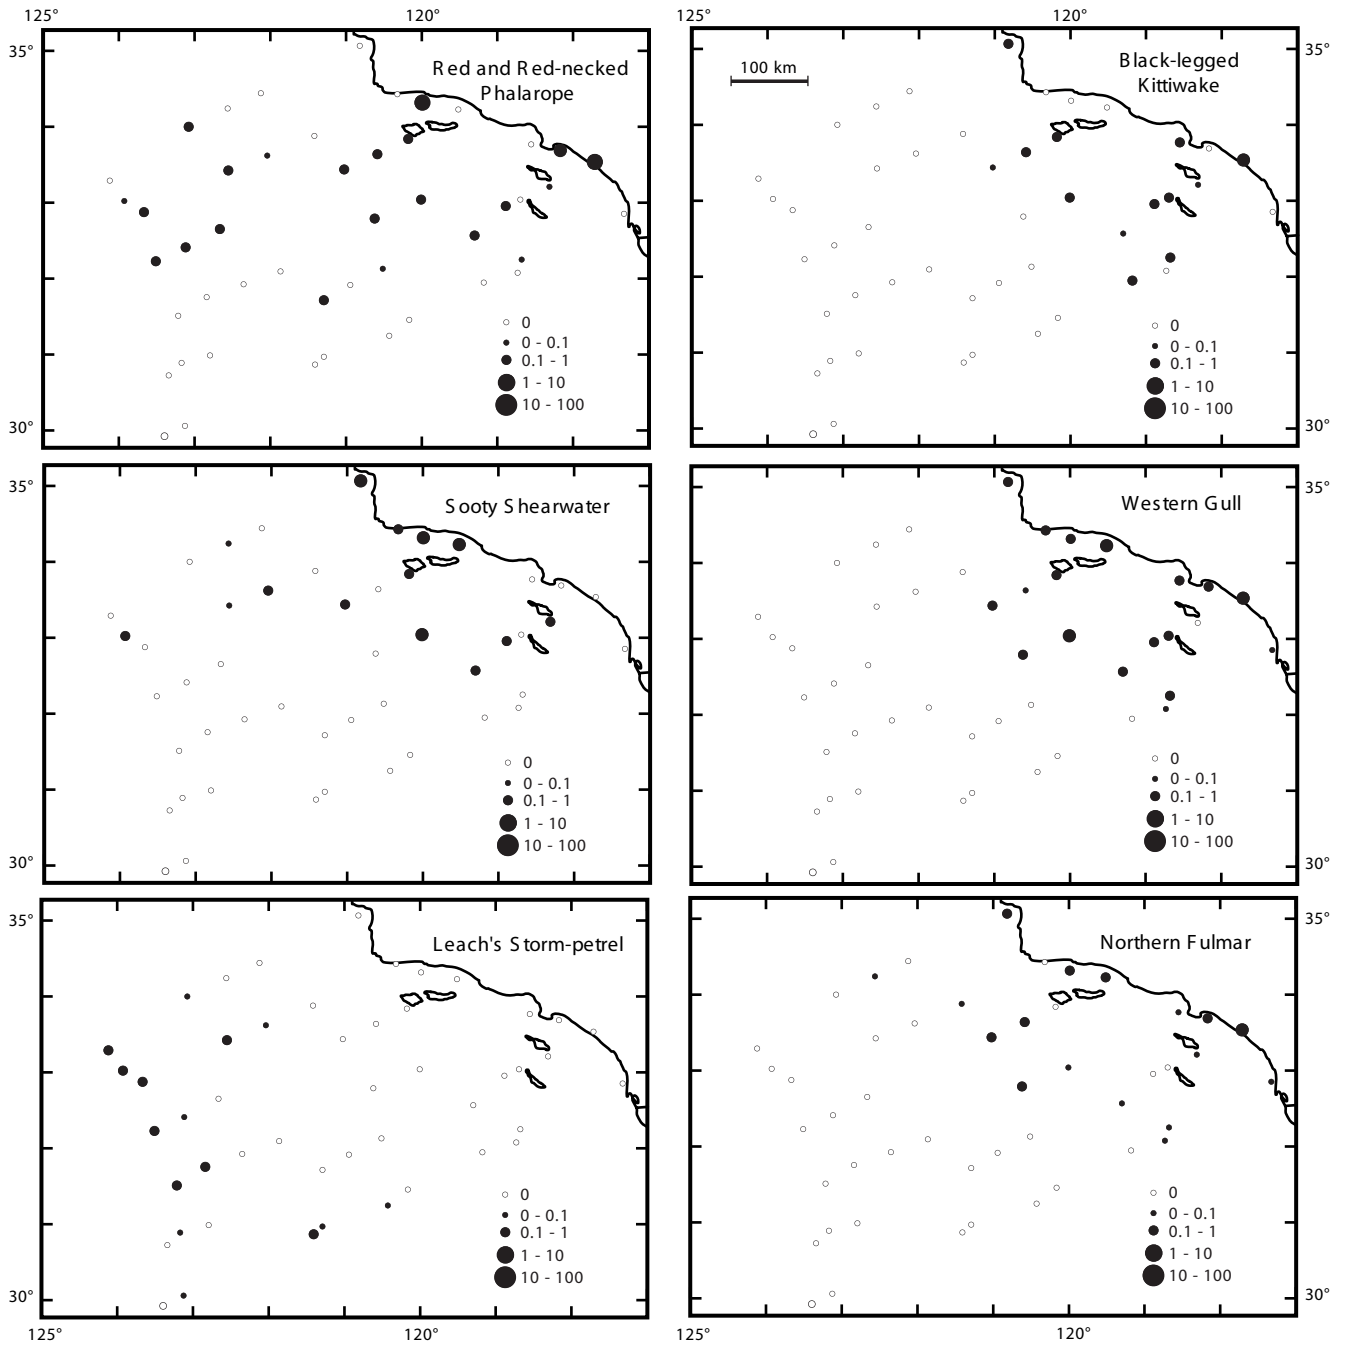 125°
120°
125°
120°
35°
Red and Red-necked
Phalarope
0
0 - 0.1
0.1 - 1
1 - 10
10 - 100
30°
100 km
Black-legged
Kittiwake
35°
0
0 - 0.1
0.1 - 1
1 - 10
10 - 100
30°
35°
Sooty Shearwater
0
0 - 0.1
0.1 - 1
1 - 10
10 - 100
30°
Western Gull
35°
0
0 - 0.1
0.1 - 1
1 - 10
10 - 100
30°
35°
Leach's Storm-petrel
0
0 - 0.1
0.1 - 1
1 - 10
10 - 100
30°
Northern Fulmar
35°
0
0 - 0.1
0.1 - 1
1 - 10
10 - 100
30°
125°
120°
125°
120°